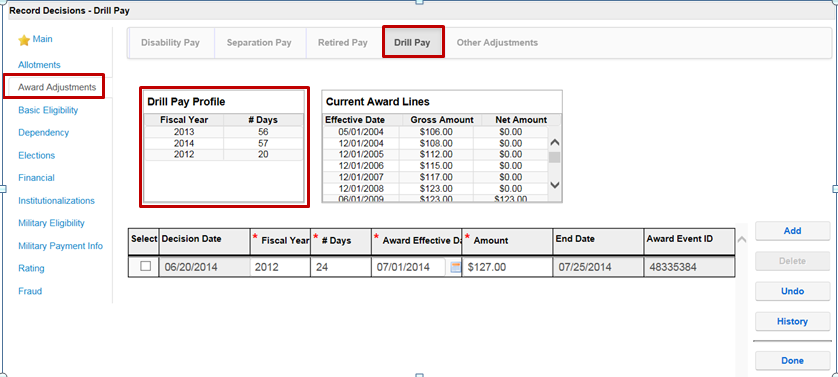 Record Decisions - Drill Pay
Main
Allotments
Award Adjustments
Basic Eligibility
Dependency
Elections
Financial
Institutionalizations
Military Eligibility
Military Payment Info
Rating
Fraud
Disability Pay Separation Pay Retired Pay Drill Pay Other Adjustments
Drill Pay Profile
Fiscal Year # Days
2013 56
2014 57
2012 20
Current Award Lines
Effective Date Gross Amount Net Amount
05/01/2004 $106.00 $0.00
12/01/2004 $108.00 $0.00
12/01/2005 $112.00 $0.00
12/01/2006 $115.00 $0.00
12/01/2007 $117.00 $0.00
12/01/2008 $123.00 $0.00
06/01/2009 $123.00 $123.00
Select Decision Date * Fiscal Year * # Days * Award Effective Da * Amount End Date Award Event ID
06/20/2014 2012 24 07/01/2014 $127.00 07/25/2014 48335384
Add
Delete
Undo
History
Done